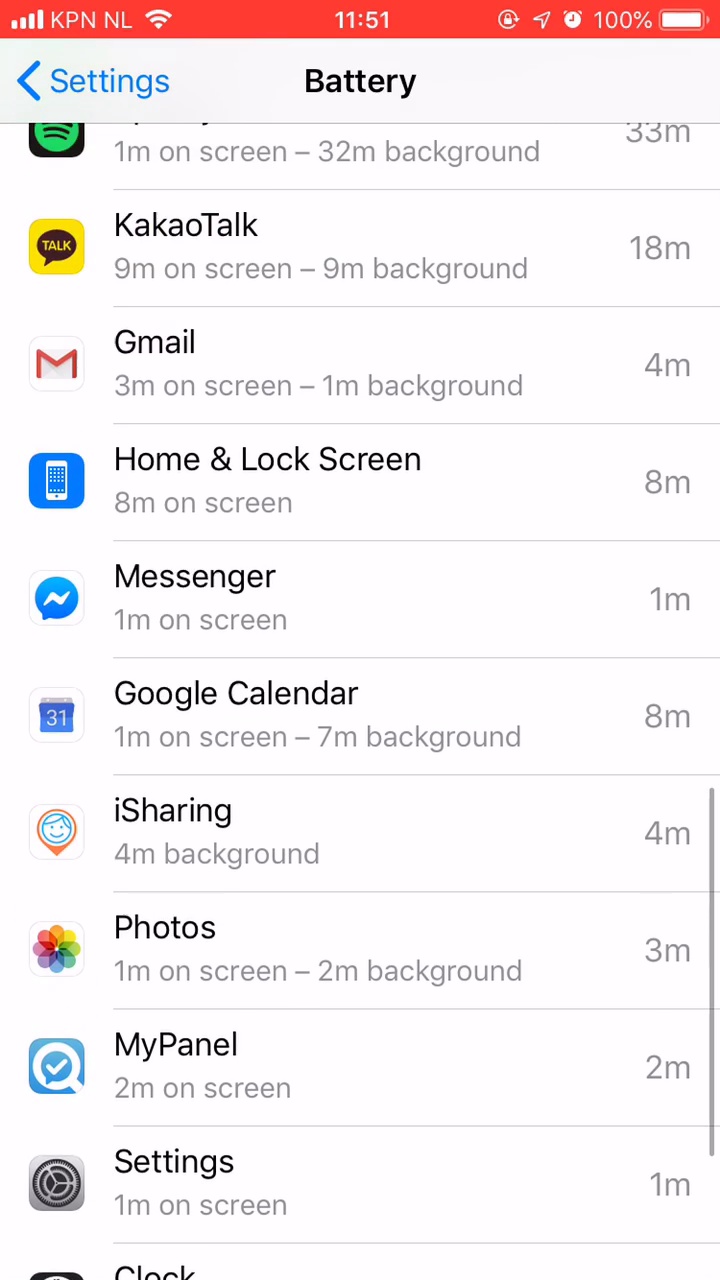 KPN NL 11:51 100%
Settings Battery
33m
1m on screen – 32m background
KakaoTalk
TALK
18m
9m on screen – 9m background
Gmail
4m
3m on screen – 1m background
Home & Lock Screen
8m
8m on screen
Messenger
1m
1m on screen
Google Calendar
31
8m
1m on screen – 7m background
iSharing
4m
4m background
Photos
3m
1m on screen – 2m background
MyPanel
2m
2m on screen
Settings
1m
1m on screen
Clock